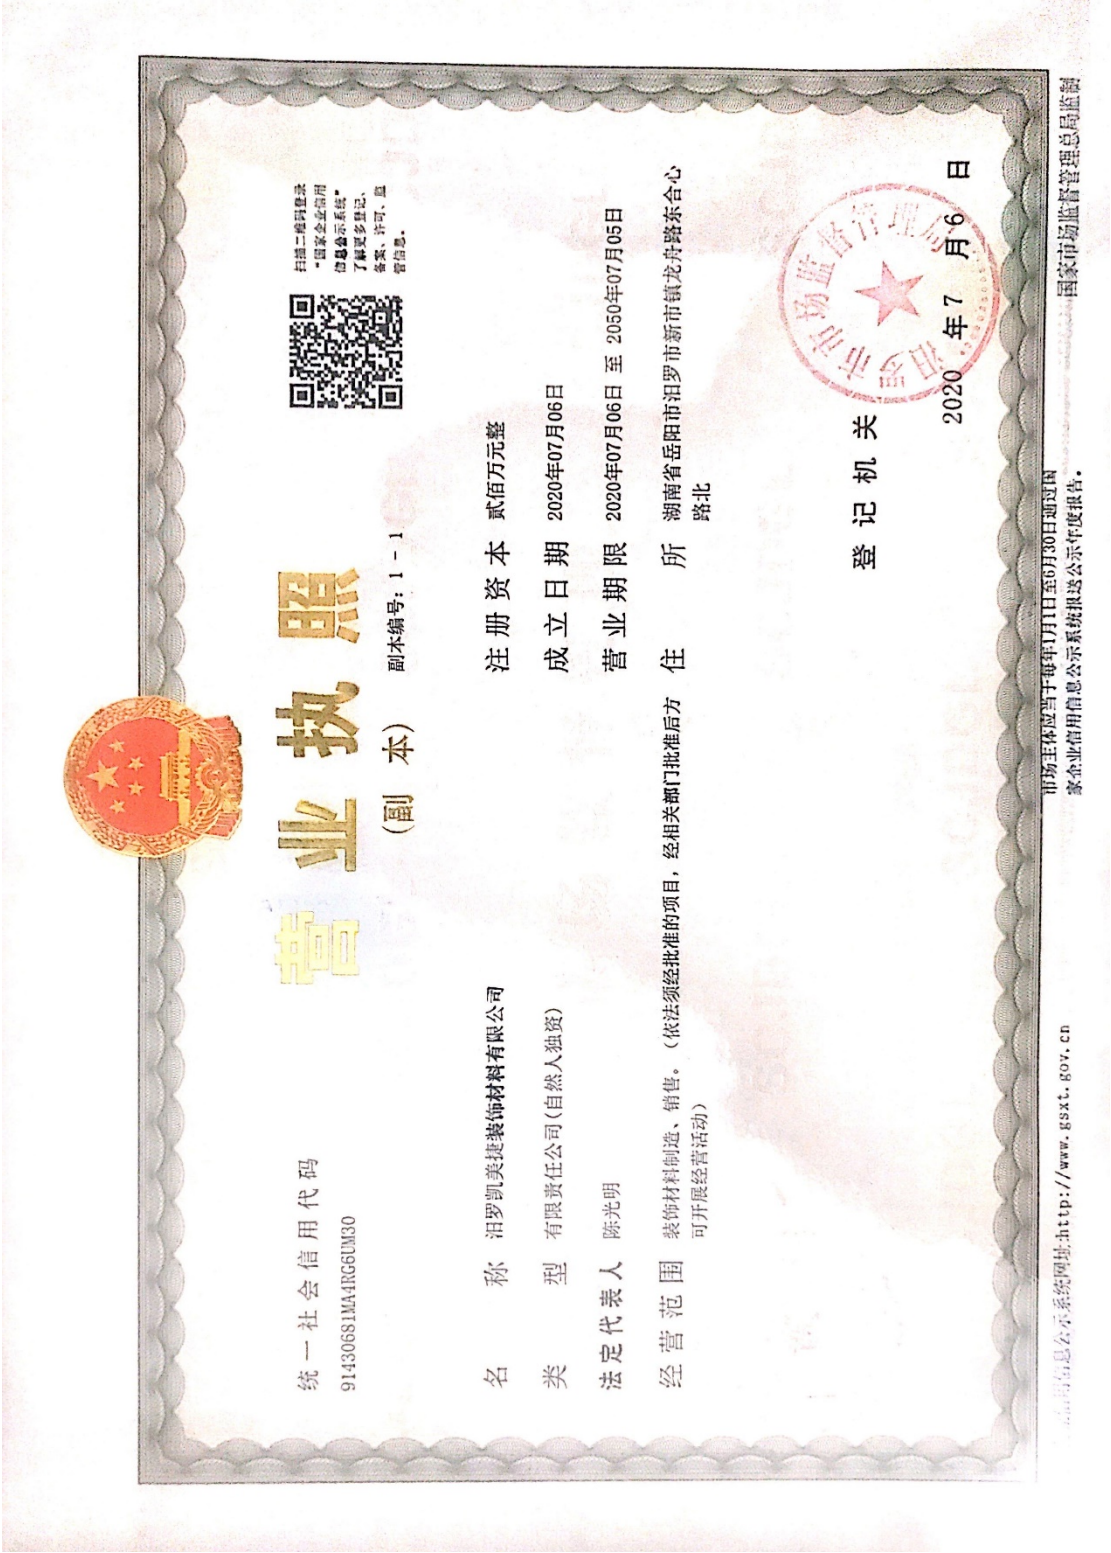 营业执照
(副 本)
副本编号：1 - 1
统一社会信用代码
91430681MA4RG6UM30
扫描二维码登录
“国家企业信用
信息公示系统”
了解更多登记、
备案、许可、监
管信息。
名 称 汨罗凯美捷装饰材料有限公司
类 型 有限责任公司(自然人独资)
法定代表人 陈光明
经营范围 装饰材料制造、销售。（依法须经批准的项目，经相关部门批准后方
可开展经营活动）
注册资本 贰佰万元整
成立日期 2020年07月06日
营业期限 2020年07月06日 至 2050年07月05日
住 所 湖南省岳阳市汨罗市新市镇龙舟路东合心
路北
登记机关
汨罗市市场监督管理局
2020 年 7 月 6 日
信息公示系统网址:http://www.gsxt.gov.cn
市场主体应当于每年1月1日至6月30日通过国
家企业信用信息公示系统报送公示年度报告。
国家市场监督管理总局监制